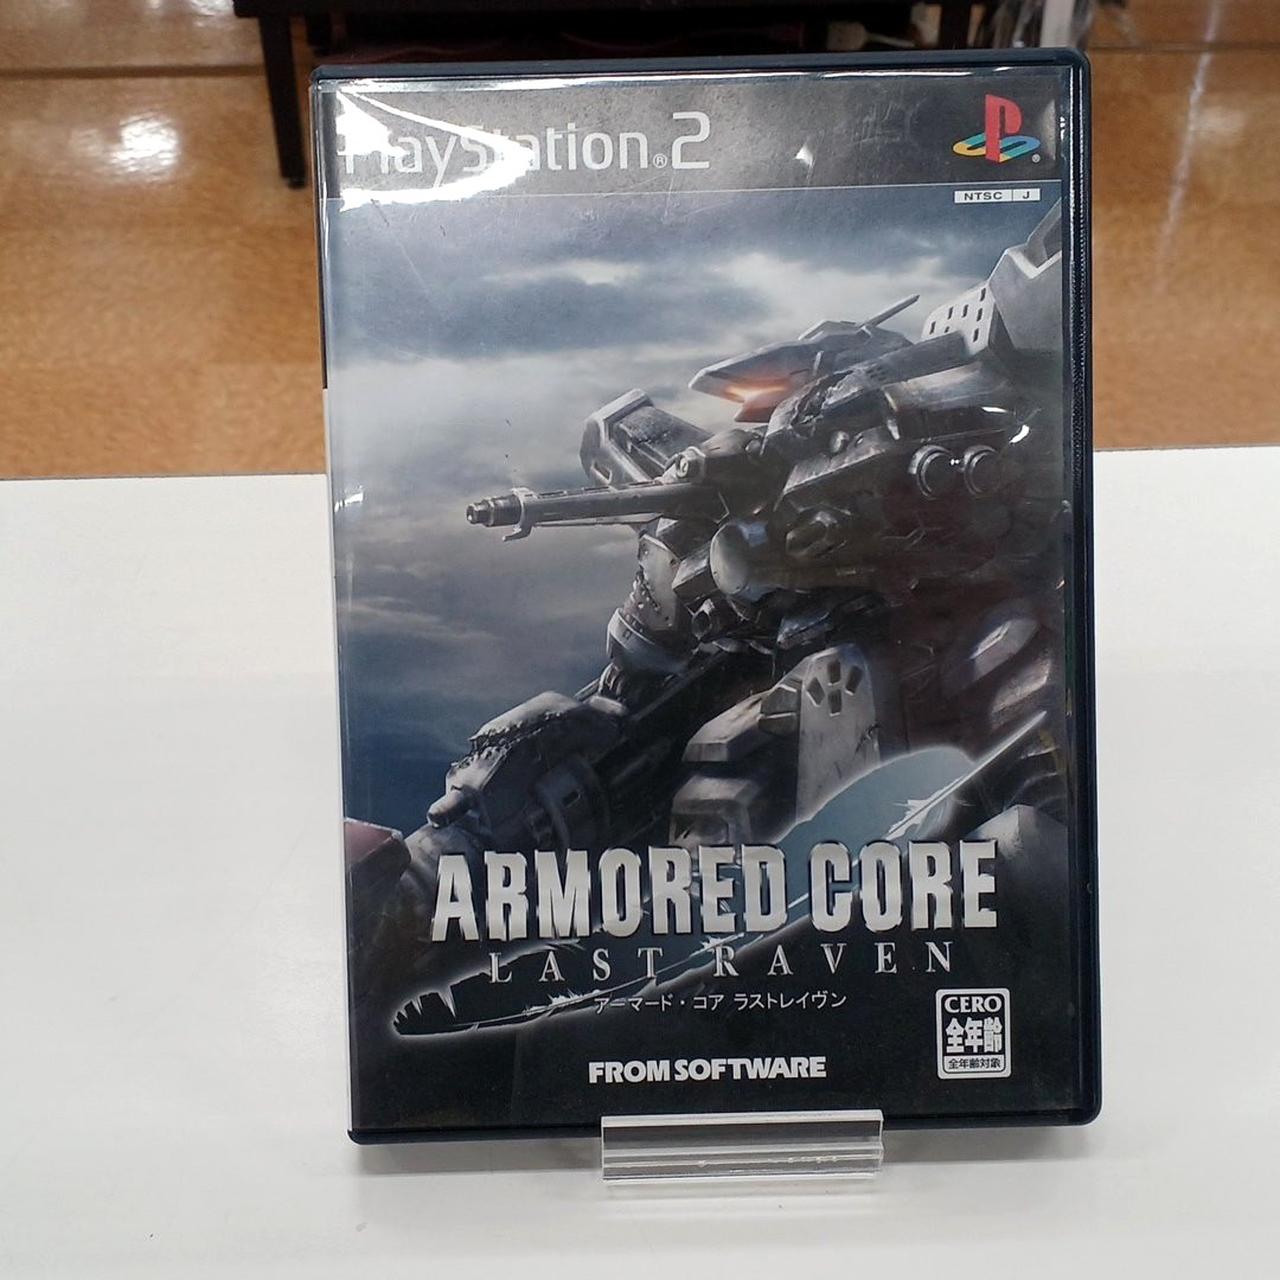 PlayStation®2
NTSC J
ARMORED CORE
LAST RAVEN
アーマード・コア ラストレイヴン
CERO
全年齢
全年齢対象
FROM SOFTWARE